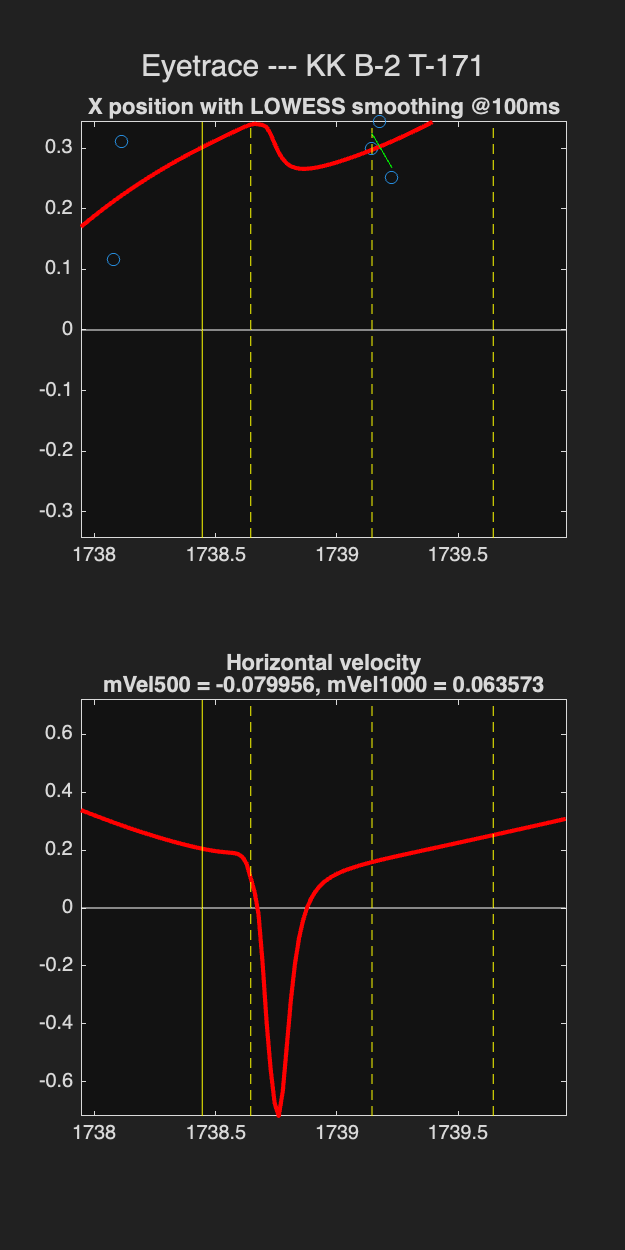 Eyetrace --- KK B-2 T-171
X position with LOWESS smoothing @100ms
0.3
0.2
0.1
0
-0.1
-0.2
-0.3
1738 1738.5 1739 1739.5
Horizontal velocity
mVel500 = -0.079956, mVel1000 = 0.063573
0.6
0.4
0.2
0
-0.2
-0.4
-0.6
1738 1738.5 1739 1739.5